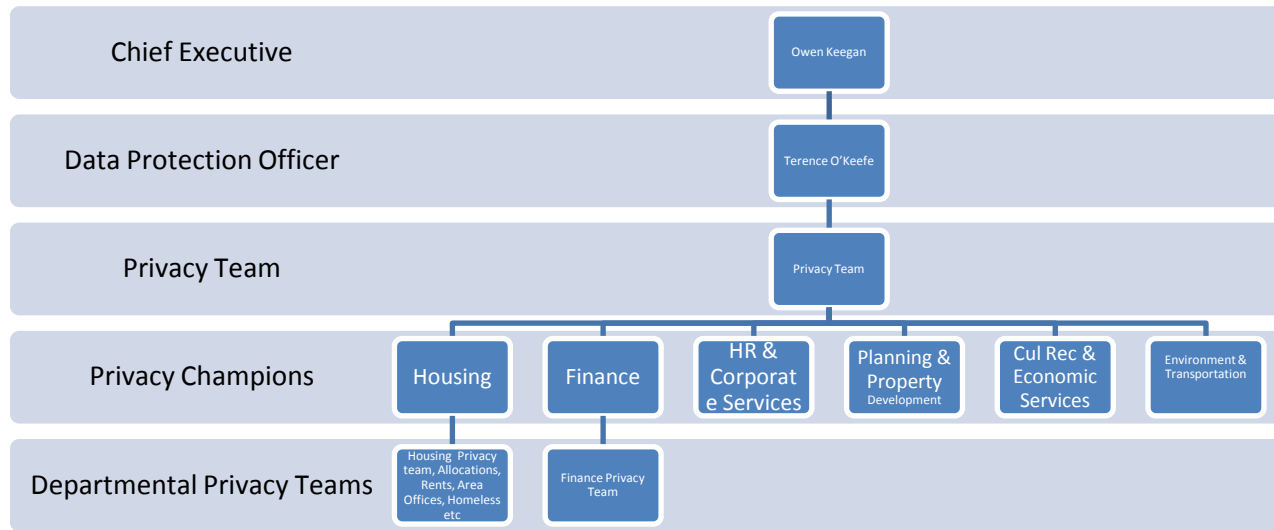 Chief Executive
Owen Keegan
Data Protection Officer
Terence O’Keefe
Privacy Team
Privacy Team
Privacy Champions
Housing
Finance
HR &
Corporat
e Services
Planning &
Property
Development
Cul Rec &
Economic
Services
Environment &
Transportation
Departmental Privacy Teams
Housing Privacy
team, Allocations,
Rents, Area
Offices, Homeless
etc
Finance Privacy
Team